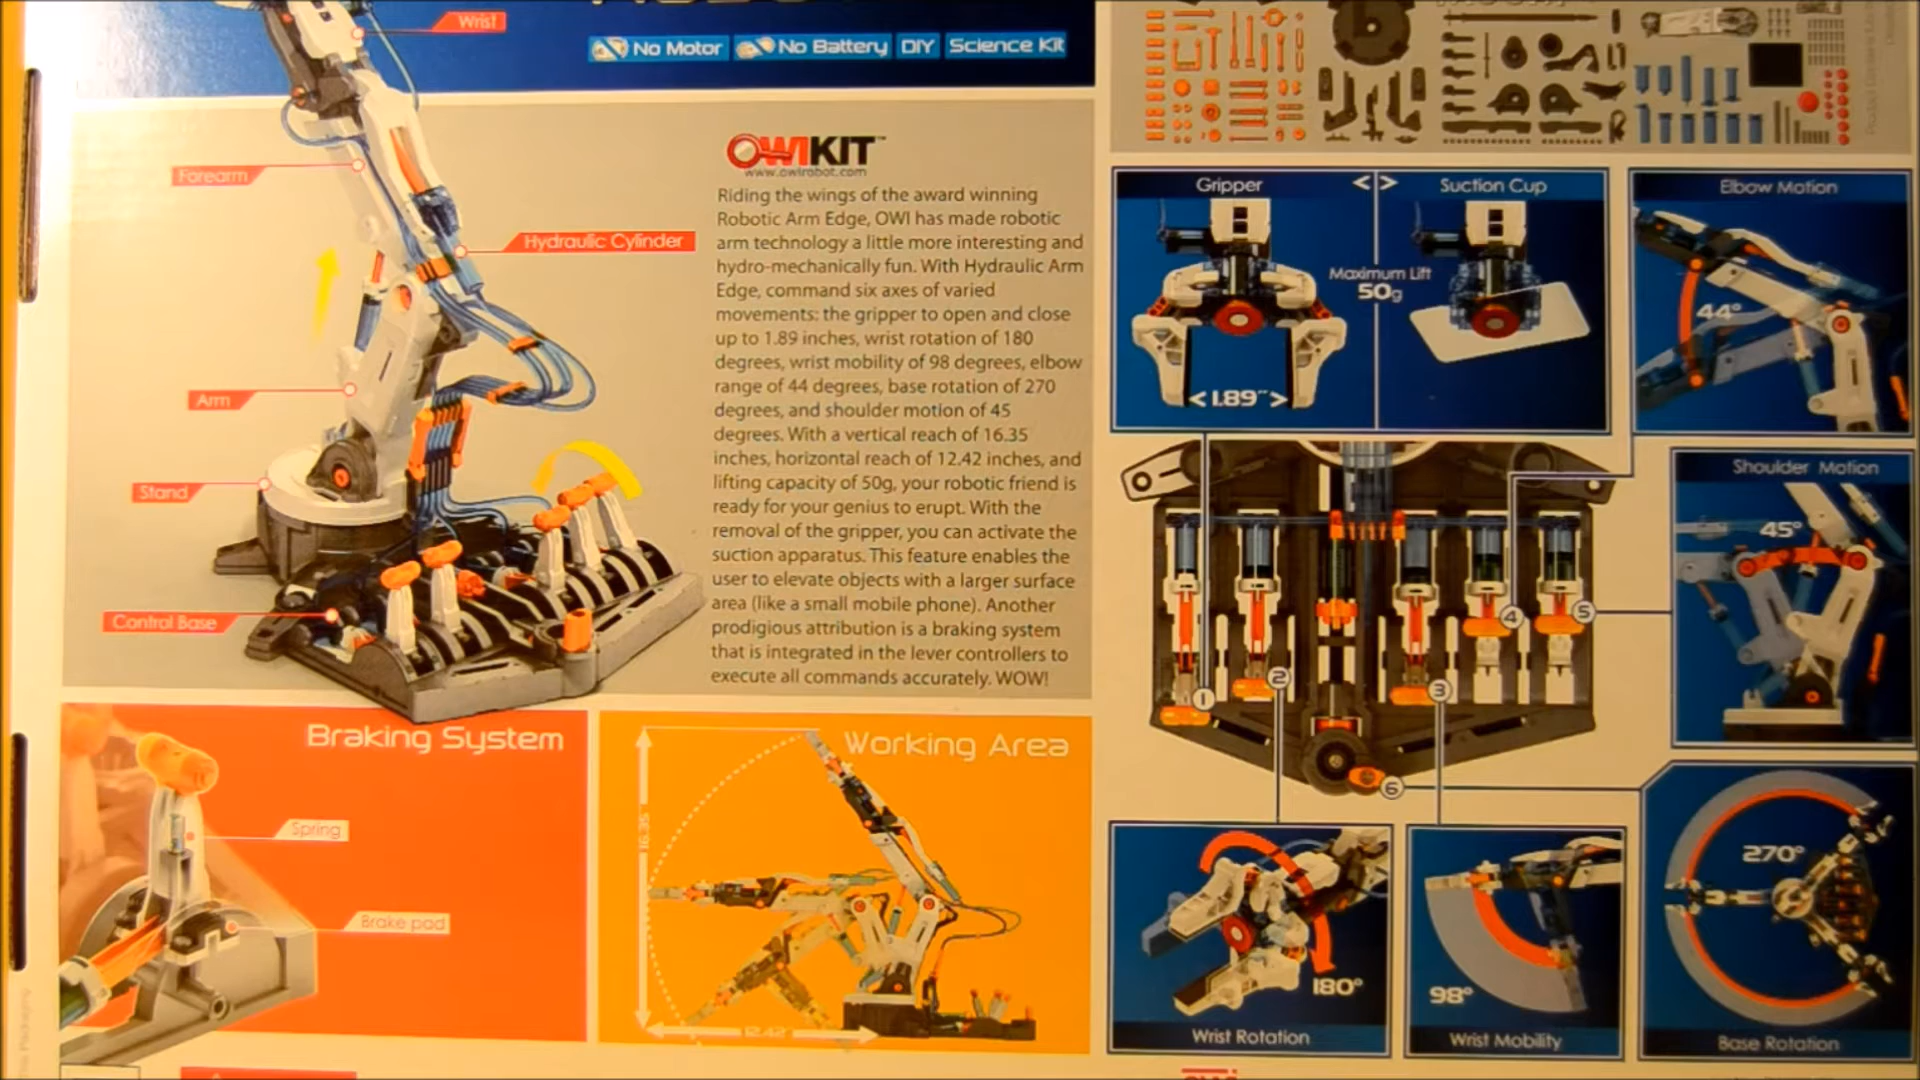 Wrist
No Motor
No Battery
DIY
Science Kit
Forearm
Hydraulic Cylinder
Arm
Stand
Control Base
OWIKIT™
www.owirobot.com
Riding the wings of the award winning
Robotic Arm Edge, OWI has made robotic
arm technology a little more interesting and
hydro-mechanically fun. With Hydraulic Arm
Edge, command six axes of varied
movements: the gripper to open and close
up to 1.89 inches, wrist rotation of 180
degrees, wrist mobility of 98 degrees, elbow
range of 44 degrees, base rotation of 270
degrees, and shoulder motion of 45
degrees. With a vertical reach of 16.35
inches, horizontal reach of 12.42 inches, and
lifting capacity of 50g, your robotic friend is
ready for your genius to erupt. With the
removal of the gripper, you can activate the
suction apparatus. This feature enables the
user to elevate objects with a larger surface
area (like a small mobile phone). Another
prodigious attribution is a braking system
that is integrated in the lever controllers to
execute all commands accurately. WOW!
Braking System
Spring
Brake pad
Working Area
16.35
12.42
Gripper
< >
Suction Cup
Maximum Lift
50g
< 1.89" >
Elbow Motion
44°
Shoulder Motion
45°
1
2
3
4
5
6
180°
Wrist Rotation
98°
Wrist Mobility
270°
Base Rotation